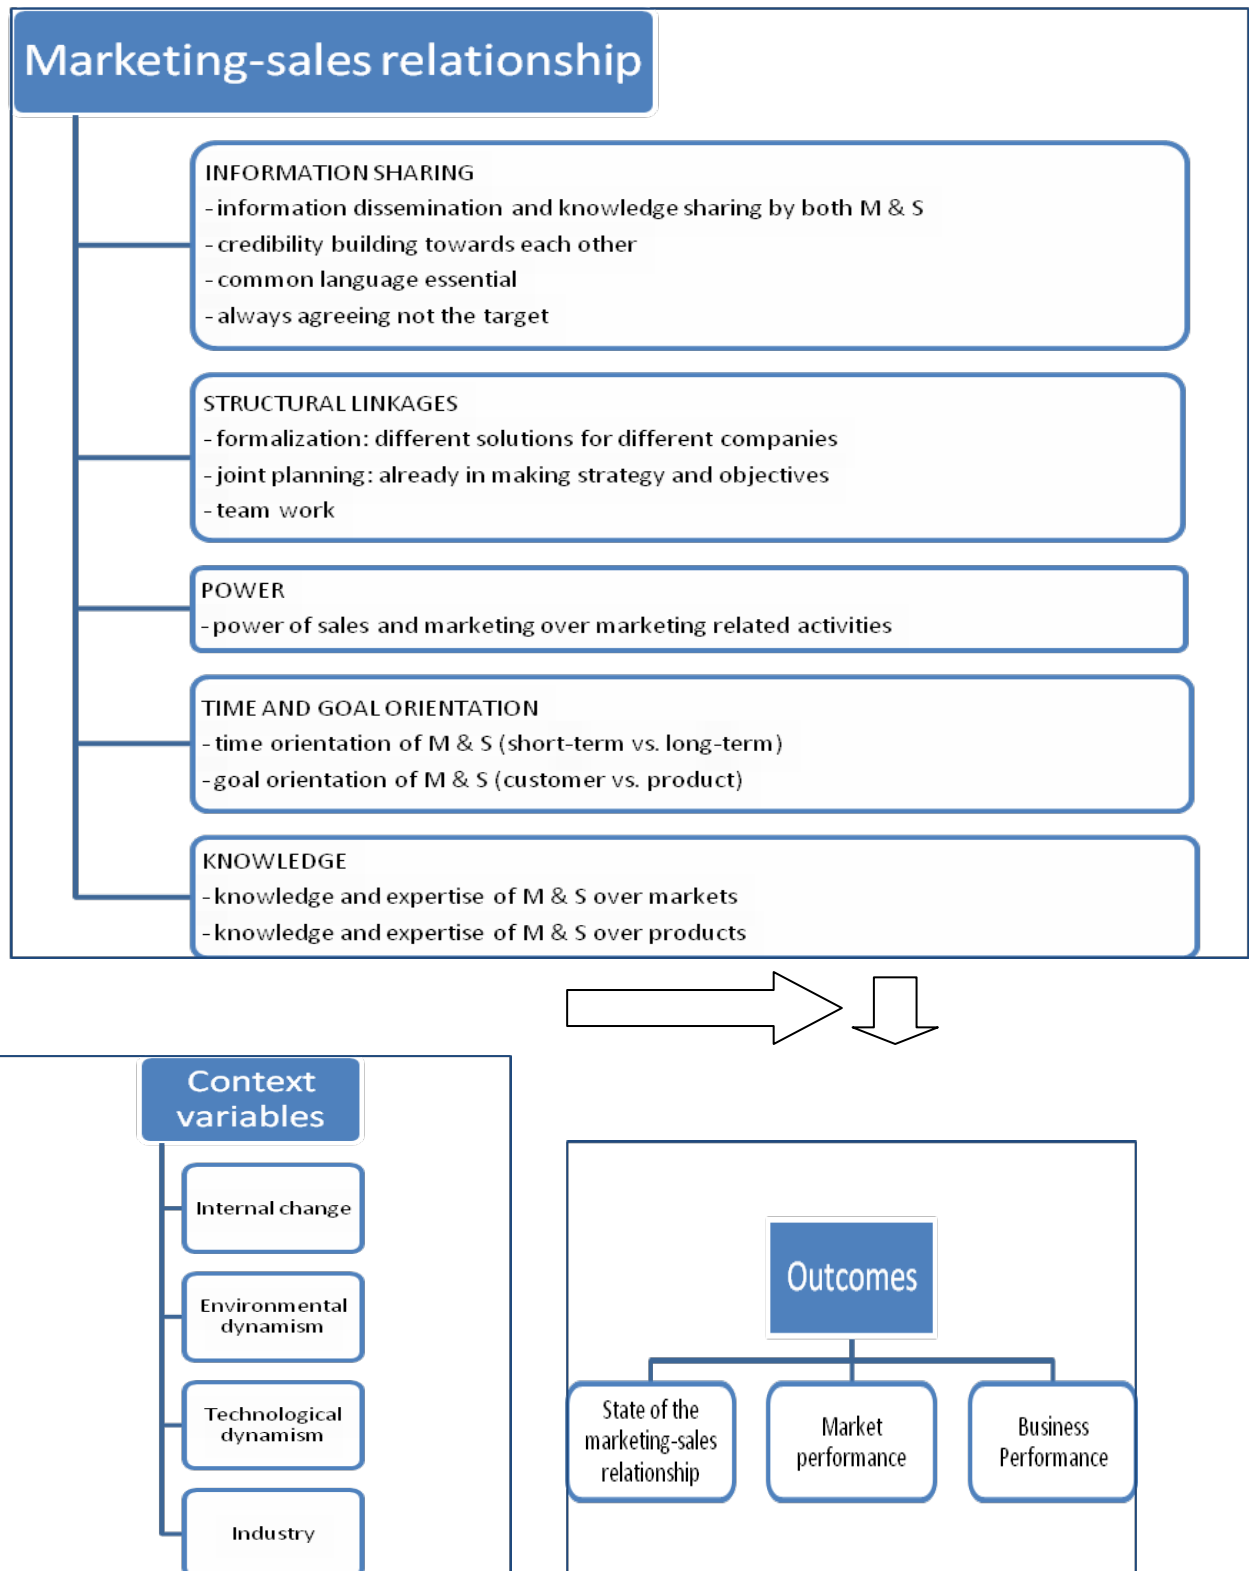 Marketing-sales relationship
INFORMATION SHARING
- information dissemination and knowledge sharing by both M & S
- credibility building towards each other
- common language essential
- always agreeing not the target
STRUCTURAL LINKAGES
- formalization: different solutions for different companies
- joint planning: already in making strategy and objectives
- team work
POWER
- power of sales and marketing over marketing related activities
TIME AND GOAL ORIENTATION
- time orientation of M & S (short-term vs. long-term)
- goal orientation of M & S (customer vs. product)
KNOWLEDGE
- knowledge and expertise of M & S over markets
- knowledge and expertise of M & S over products
Context
variables
Internal change
Environmental
dynamism
Technological
dynamism
Industry
Outcomes
State of the
marketing-sales
relationship
Market
performance
Business
Performance